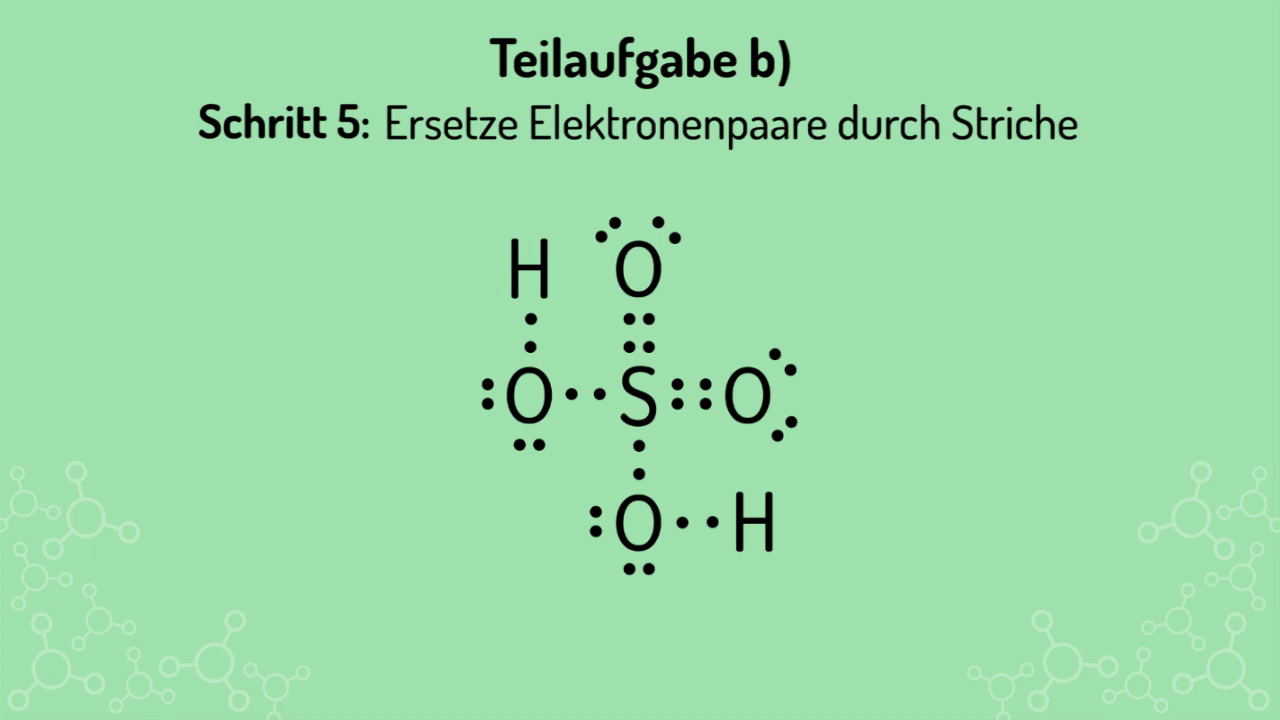 Teilaufgabe b)
Schritt 5: Ersetze Elektronenpaare durch Striche
H O
O S O
O H